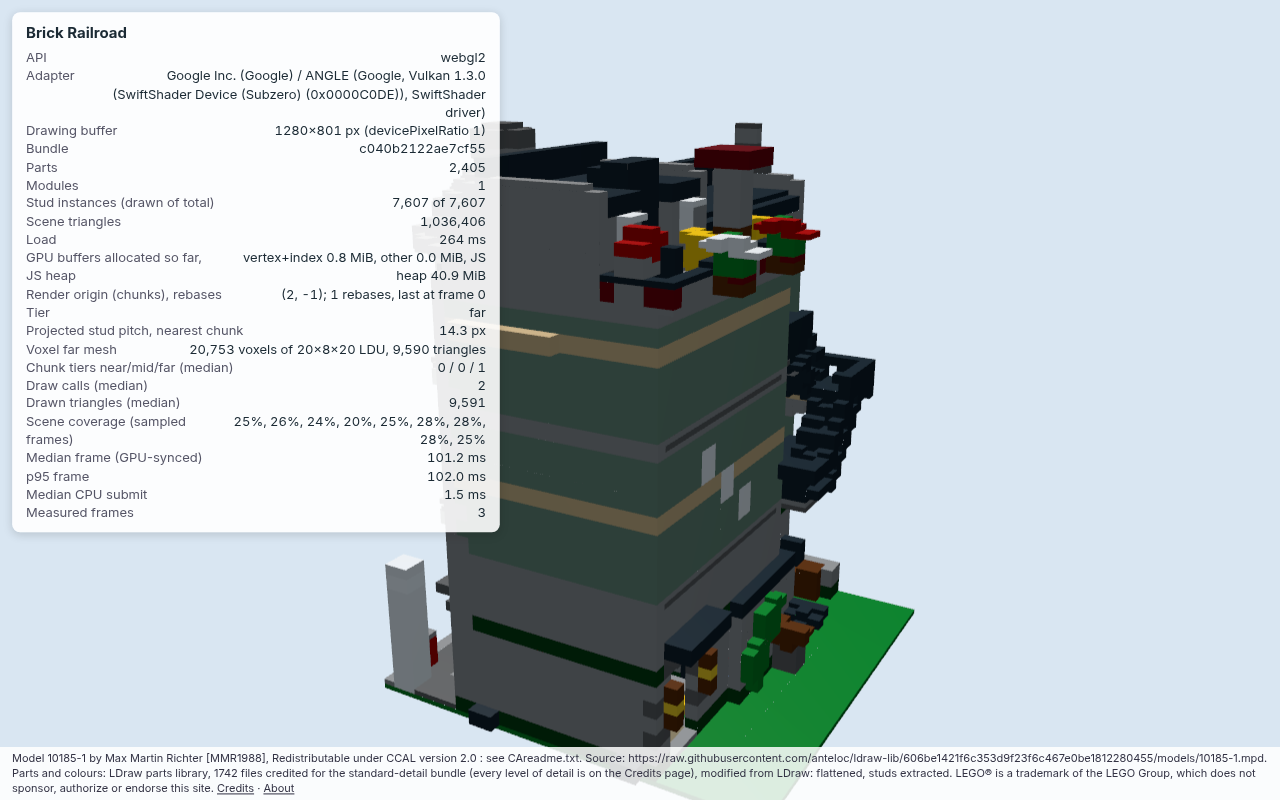 Brick Railroad
API webgl2
Adapter Google Inc. (Google) / ANGLE (Google, Vulkan 1.3.0
(SwiftShader Device (Subzero) (0x0000C0DE)), SwiftShader
driver)
Drawing buffer 1280×801 px (devicePixelRatio 1)
Bundle c040b2122ae7cf55
Parts 2,405
Modules 1
Stud instances (drawn of total) 7,607 of 7,607
Scene triangles 1,036,406
Load 264 ms
GPU buffers allocated so far, vertex+index 0.8 MiB, other 0.0 MiB, JS
JS heap heap 40.9 MiB
Render origin (chunks), rebases (2, -1); 1 rebases, last at frame 0
Tier far
Projected stud pitch, nearest chunk 14.3 px
Voxel far mesh 20,753 voxels of 20×8×20 LDU, 9,590 triangles
Chunk tiers near/mid/far (median) 0 / 0 / 1
Draw calls (median) 2
Drawn triangles (median) 9,591
Scene coverage (sampled 25%, 26%, 24%, 20%, 25%, 28%, 28%,
frames) 28%, 25%
Median frame (GPU-synced) 101.2 ms
p95 frame 102.0 ms
Median CPU submit 1.5 ms
Measured frames 3
Model 10185-1 by Max Martin Richter [MMR1988], Redistributable under CCAL version 2.0 : see CAreadme.txt. Source: https://raw.githubusercontent.com/anteloc/ldraw-lib/606be1421f6c353d9f23f6c467e0be1812280455/models/10185-1.mpd.
Parts and colours: LDraw parts library, 1742 files credited for the standard-detail bundle (every level of detail is on the Credits page), modified from LDraw: flattened, studs extracted. LEGO® is a trademark of the LEGO Group, which does not
sponsor, authorize or endorse this site. Credits · About